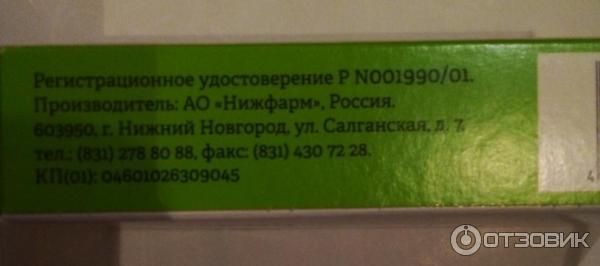 Регистрационное удостоверение Р N001990/01.
Производитель: АО «Нижфарм», Россия.
603950, г. Нижний Новгород, ул. Салганская, д. 7,
тел.: (831) 278 80 88, факс: (831) 430 72 28.
КП(01): 04601026309045
4
ОТЗОВИК